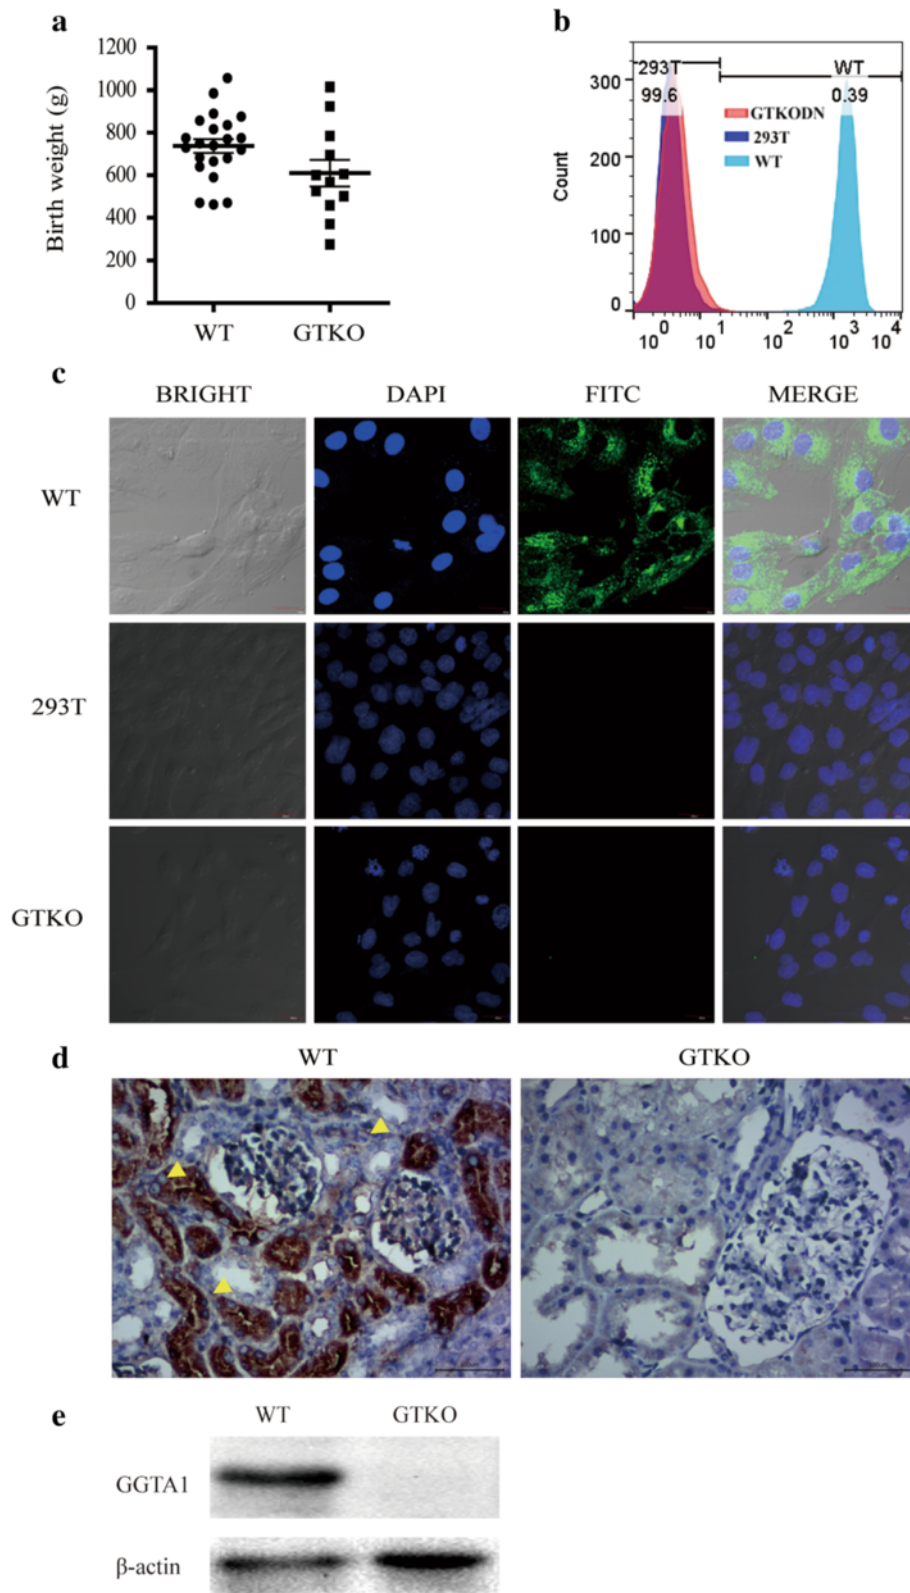 a
Birth weight (g)
1200
1000
800
600
400
200
0
WT GTKO
b
Count
300
200
100
0
293T WT
99.6 0.39
GTKODN
293T
WT
10^0 10^1 10^2 10^3 10^4
c
BRIGHT DAPI FITC MERGE
WT
293T
GTKO
d
WT GTKO
e
WT GTKO
GGTA1
β-actin